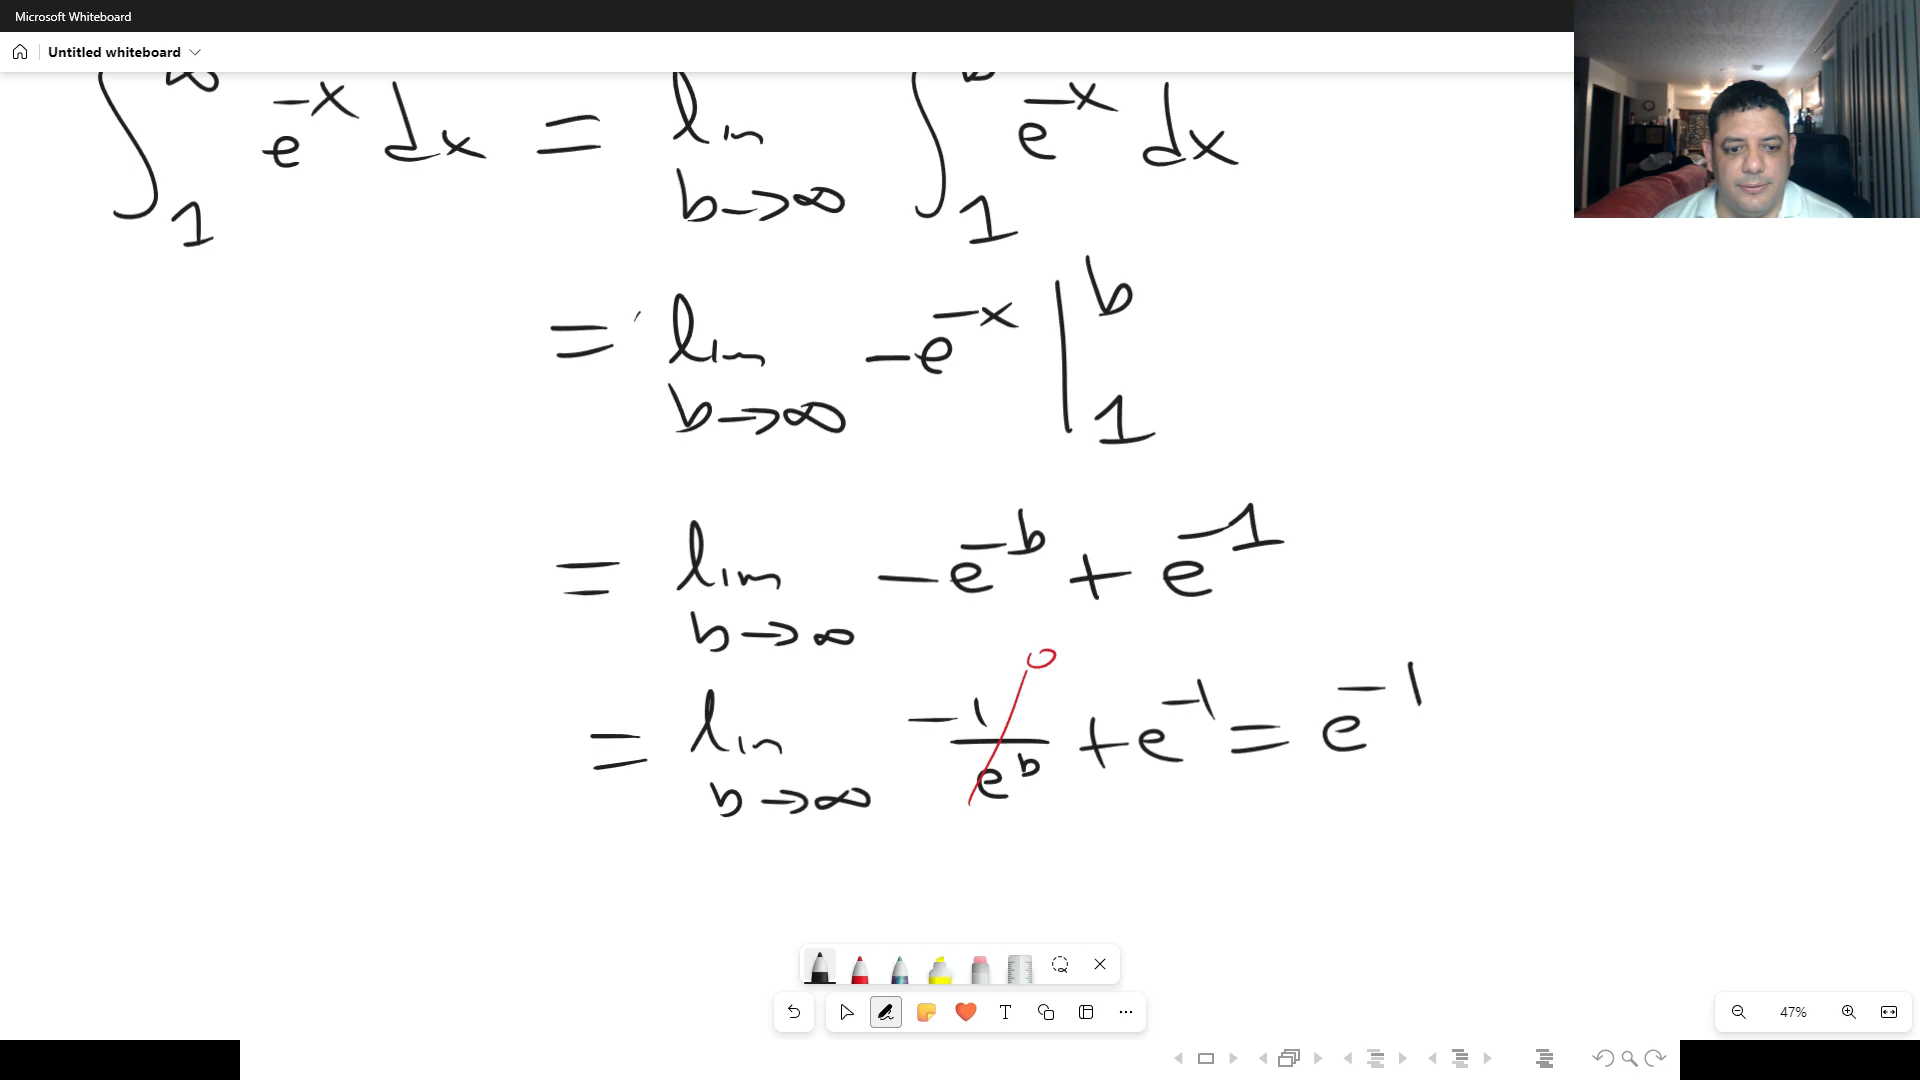 Microsoft Whiteboard
Untitled whiteboard
∫₁^∞ e^{-x} dx = lim_{b→∞} ∫₁^b e^{-x} dx
= lim_{b→∞} -e^{-x} |₁^b
= lim_{b→∞} -e^{-b} + e^{-1}
0
= lim_{b→∞} -1/e^b + e^{-1} = e^{-1}
47%